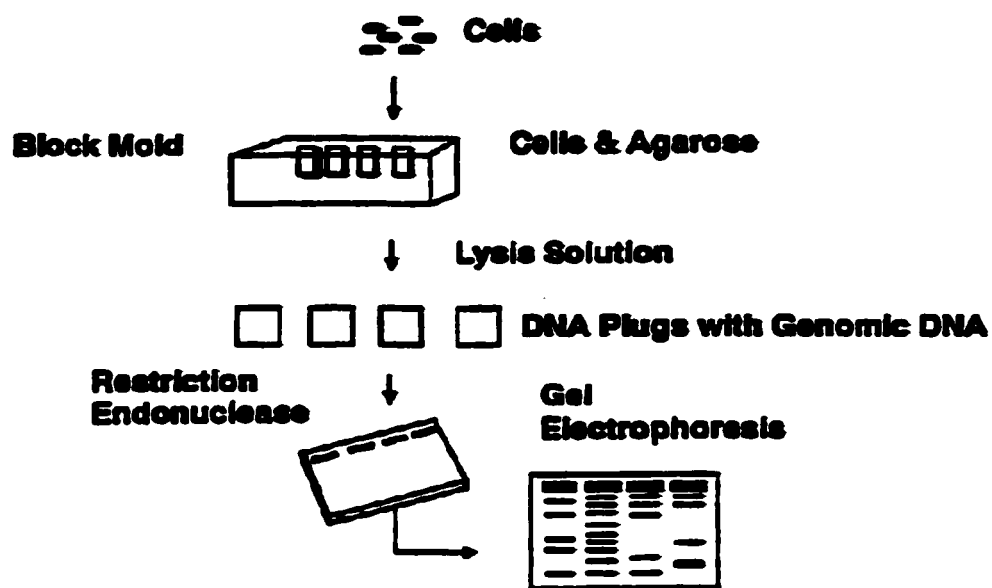 Cells
Block Mold
Cells & Agarose
Lysis Solution
DNA Plugs with Genomic DNA
Restriction
Endonuclease
Gel
Electrophoresis